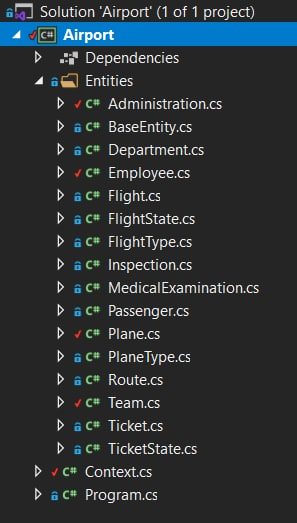 Solution 'Airport' (1 of 1 project)
C# Airport
Dependencies
Entities
C# Administration.cs
C# BaseEntity.cs
C# Department.cs
C# Employee.cs
C# Flight.cs
C# FlightState.cs
C# FlightType.cs
C# Inspection.cs
C# MedicalExamination.cs
C# Passenger.cs
C# Plane.cs
C# PlaneType.cs
C# Route.cs
C# Team.cs
C# Ticket.cs
C# TicketState.cs
C# Context.cs
C# Program.cs